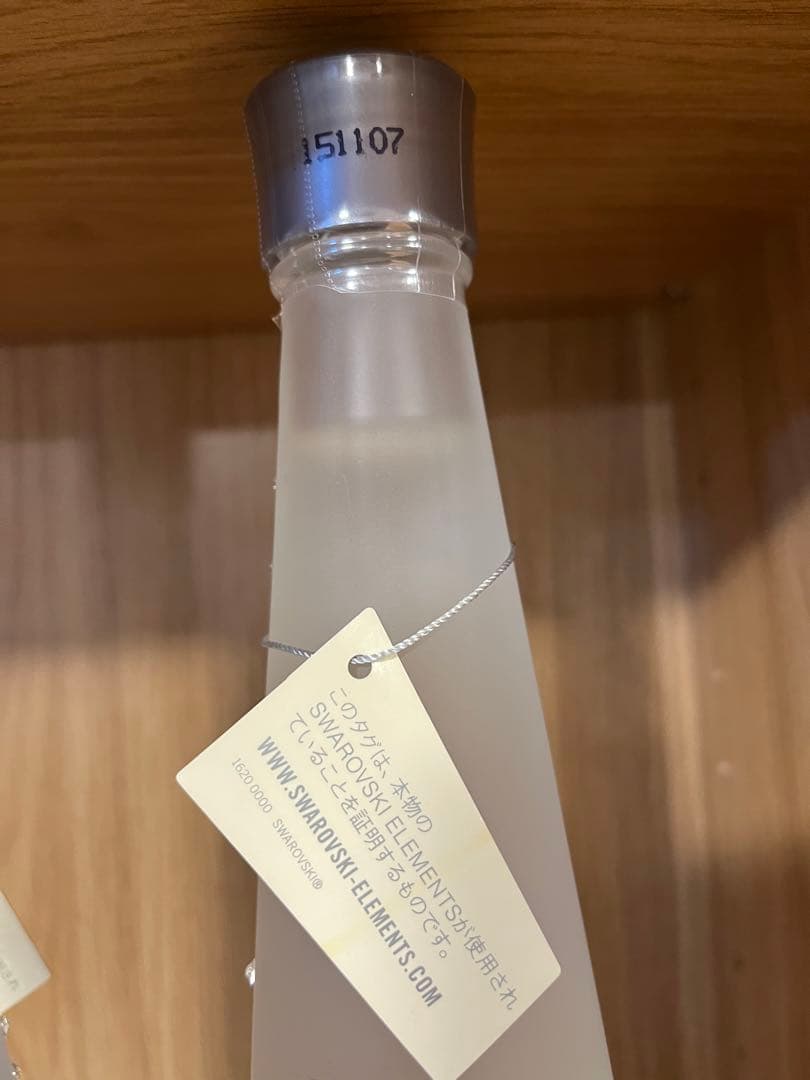 151107
このタグは、本物の
SWAROVSKI ELEMENTSが使用され
ていることを証明するものです。
WWW.SWAROVSKI-ELEMENTS.COM
1620 0000 SWAROVSKI®